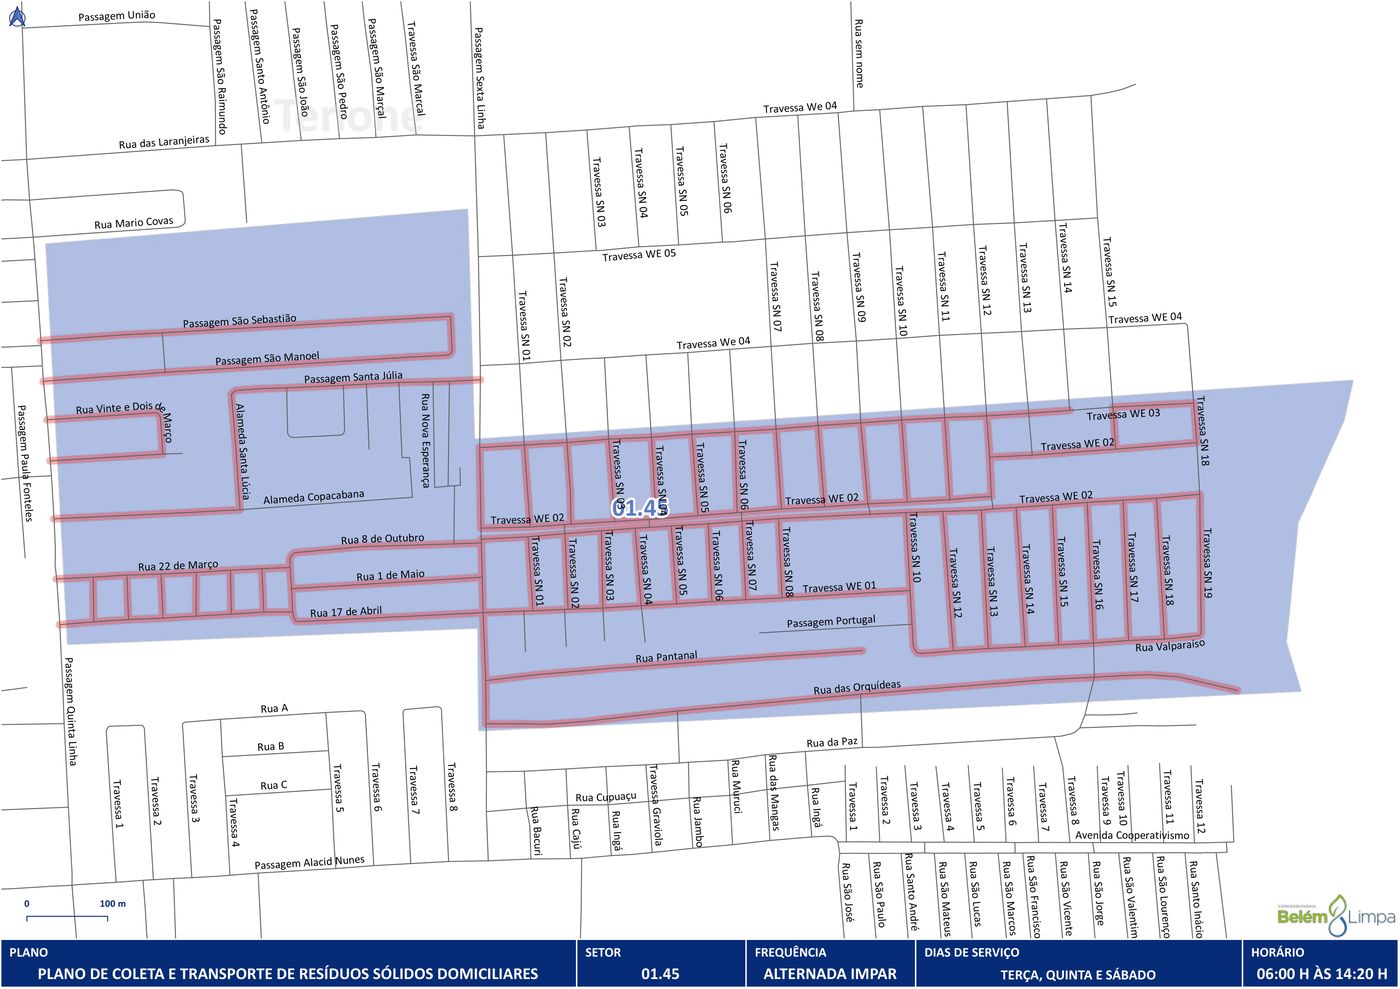 Passagem União
Passagem São Raimundo
Passagem Santo Antônio
Passagem São João
Passagem São Pedro
Passagem São Marçal
Travessa São Marcal
Passagem Sexta Linha
Rua sem nome
Tenone
Travessa We 04
Rua das Laranjeiras
Travessa SN 03
Travessa SN 04
Travessa SN 05
Travessa SN 06
Rua Mario Covas
Travessa WE 05
Travessa SN 01
Travessa SN 02
Travessa SN 07
Travessa SN 08
Travessa SN 09
Travessa SN 10
Travessa SN 11
Travessa SN 12
Travessa SN 13
Travessa SN 14
Travessa SN 15
Travessa WE 04
Passagem São Sebastião
Passagem São Manoel
Travessa We 04
Passagem Santa Júlia
Rua Vinte e Dois de Março
Passagem Paula Fonteles
Alameda Santa Lúcia
Rua Nova Esperança
Alameda Copacabana
Travessa WE 03
Travessa WE 02
Travessa SN 18
Travessa SN 03
Travessa SN 04
Travessa SN 05
Travessa SN 06
01.45
Travessa WE 02
Travessa WE 02
Travessa WE 02
Rua 8 de Outubro
Rua 22 de Março
Rua 1 de Maio
Rua 17 de Abril
Travessa SN 01
Travessa SN 02
Travessa SN 03
Travessa SN 04
Travessa SN 05
Travessa SN 06
Travessa SN 07
Travessa SN 08
Travessa WE 01
Travessa SN 10
Travessa SN 12
Travessa SN 13
Travessa SN 14
Travessa SN 15
Travessa SN 16
Travessa SN 17
Travessa SN 18
Travessa SN 19
Passagem Portugal
Rua Pantanal
Rua Valparaíso
Rua das Orquídeas
Passagem Quinta Linha
Rua A
Rua B
Rua C
Rua da Paz
Travessa 1
Travessa 2
Travessa 3
Travessa 4
Travessa 5
Travessa 6
Travessa 7
Travessa 8
Rua Cupuaçu
Rua Bacuri
Rua Cajú
Rua Ingá
Travessa Graviola
Rua Jambo
Rua Muruci
Rua das Mangas
Rua Ingá
Travessa 1
Travessa 2
Travessa 3
Travessa 4
Travessa 5
Travessa 6
Travessa 7
Travessa 8
Travessa 9
Travessa 10
Travessa 11
Travessa 12
Avenida Cooperativismo
Passagem Alacid Nunes
Rua São José
Rua São Paulo
Rua Santo André
Rua São Mateus
Rua São Lucas
Rua São Marcos
Rua São Francisco
Rua São Vicente
Rua São Jorge
Rua São Valentim
Rua São Lourenço
Rua Santo Inácio
0 100 m
CONCESSIONÁRIA
Belém Limpa
PLANO
PLANO DE COLETA E TRANSPORTE DE RESÍDUOS SÓLIDOS DOMICILIARES
SETOR
01.45
FREQUÊNCIA
ALTERNADA IMPAR
DIAS DE SERVIÇO
TERÇA, QUINTA E SÁBADO
HORÁRIO
06:00 H ÀS 14:20 H